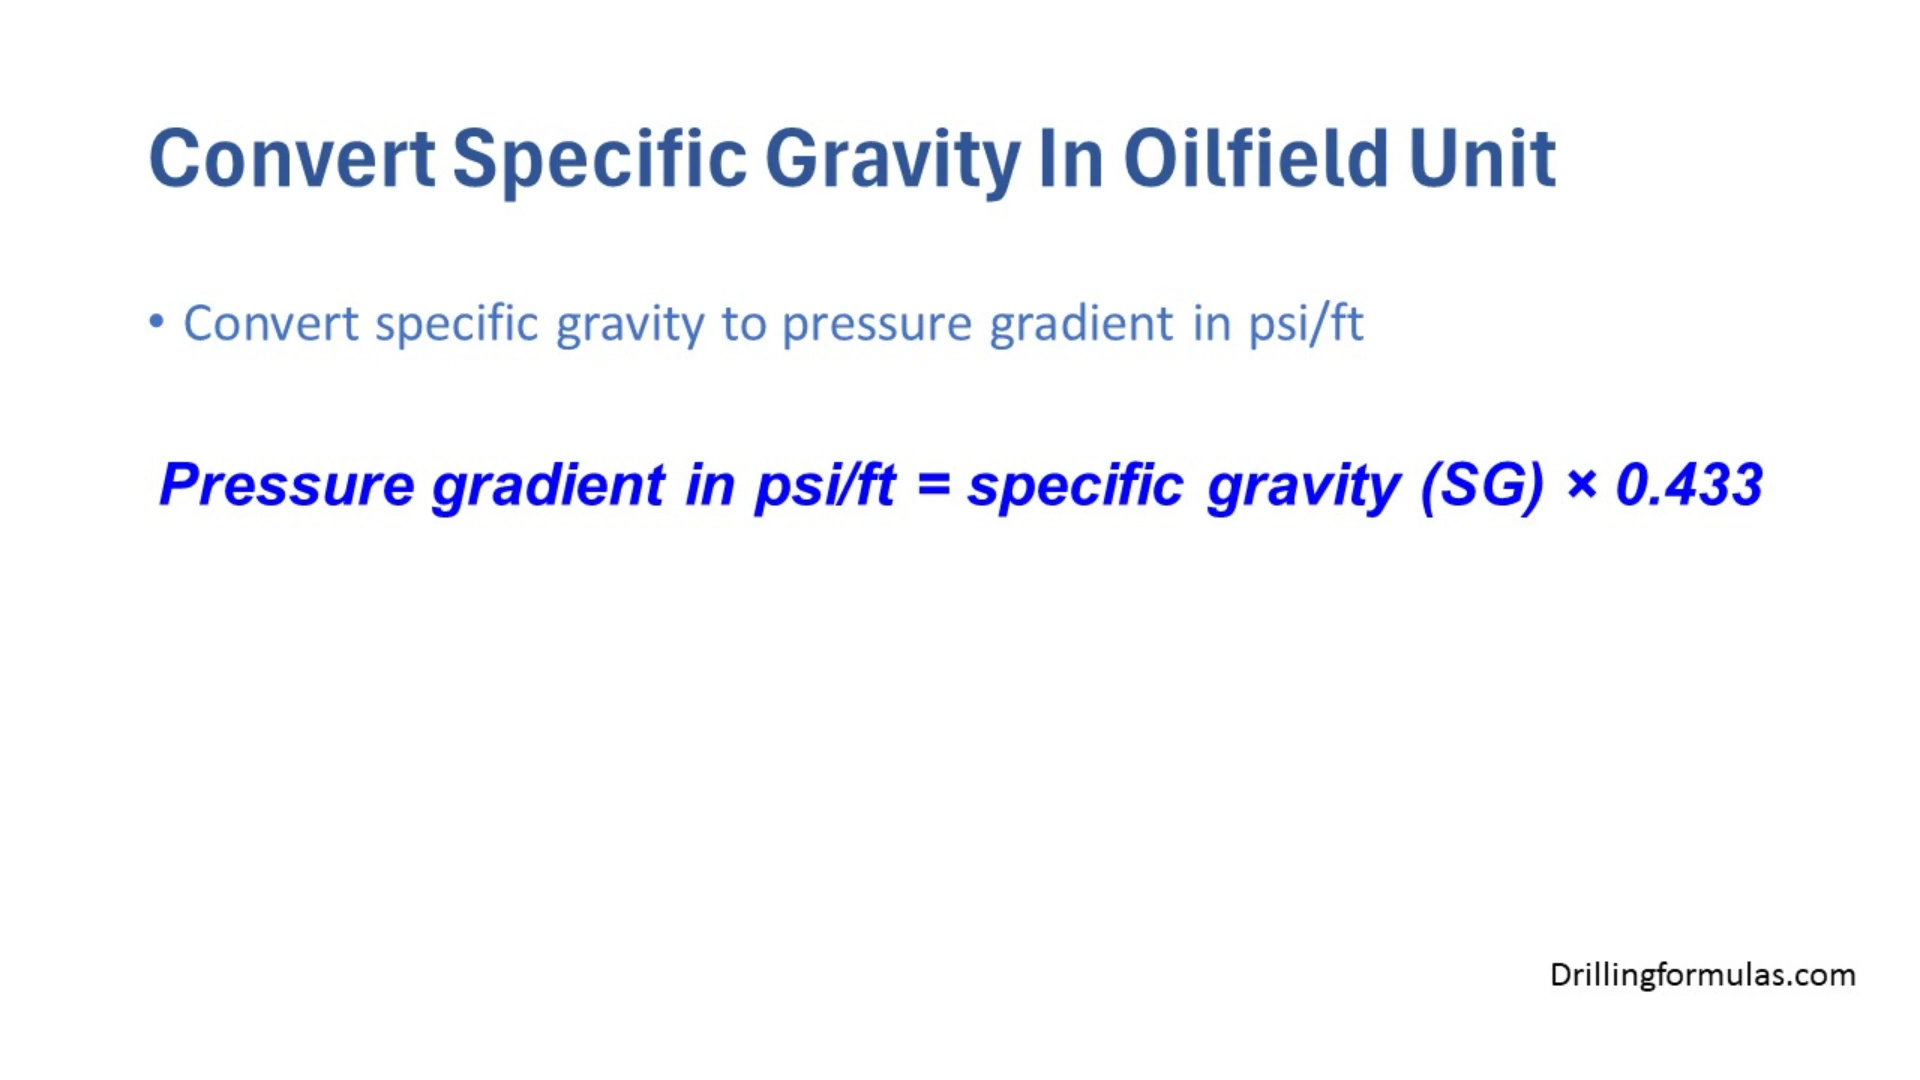 Convert Specific Gravity In Oilfield Unit
• Convert specific gravity to pressure gradient in psi/ft
Pressure gradient in psi/ft = specific gravity (SG) × 0.433
Drillingformulas.com